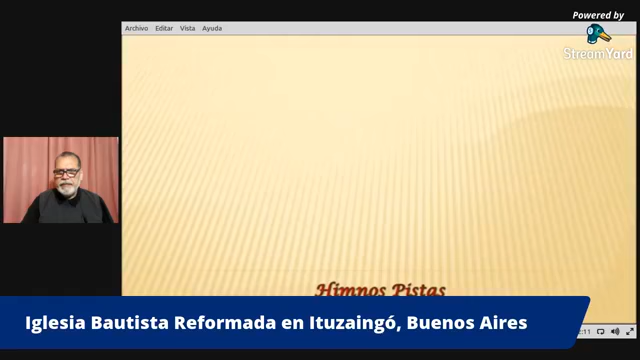 Powered by
StreamYard
Archivo Editar Vista Ayuda
Himnos Pistas
Iglesia Bautista Reformada en Ituzaingó, Buenos Aires